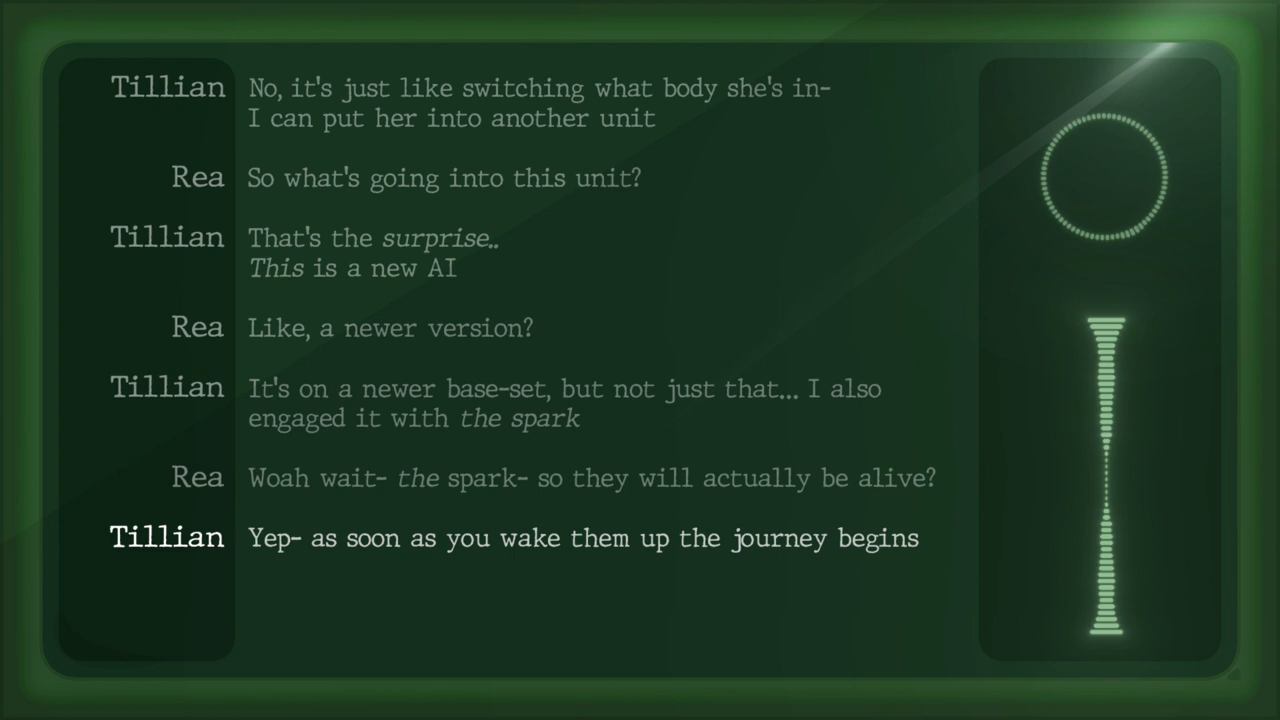 Tillian No, it's just like switching what body she's in-
I can put her into another unit
Rea So what's going into this unit?
Tillian That's the surprise..
This is a new AI
Rea Like, a newer version?
Tillian It's on a newer base-set, but not just that... I also
engaged it with the spark
Rea Woah wait- the spark- so they will actually be alive?
Tillian Yep- as soon as you wake them up the journey begins